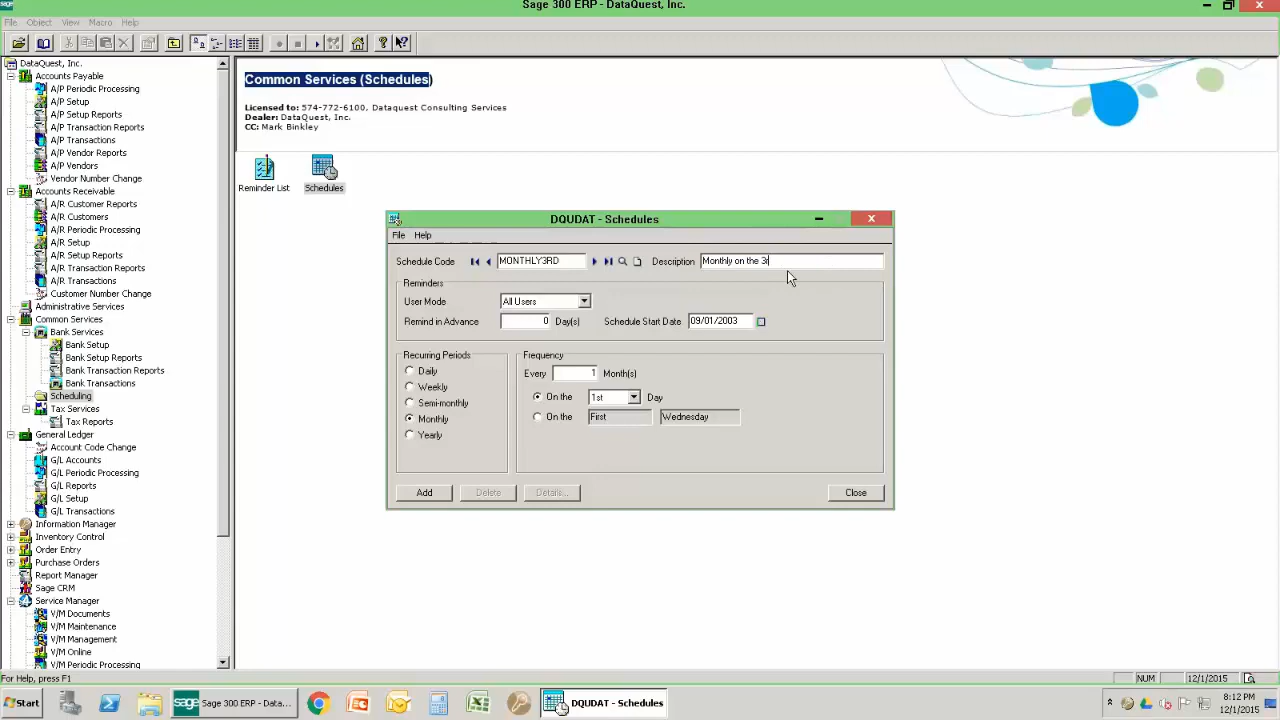 sage
Sage 300 ERP - DataQuest, Inc.
File Object View Macro Help
DataQuest, Inc.
Accounts Payable
A/P Periodic Processing
A/P Setup
A/P Setup Reports
A/P Transaction Reports
A/P Transactions
A/P Vendor Reports
A/P Vendors
Vendor Number Change
Accounts Receivable
A/R Customer Reports
A/R Customers
A/R Periodic Processing
A/R Setup
A/R Setup Reports
A/R Transaction Reports
A/R Transactions
Customer Number Change
Administrative Services
Common Services
Bank Services
Bank Setup
Bank Setup Reports
Bank Transaction Reports
Bank Transactions
Scheduling
Tax Services
Tax Reports
General Ledger
Account Code Change
G/L Accounts
G/L Periodic Processing
G/L Reports
G/L Setup
G/L Transactions
Information Manager
Inventory Control
Order Entry
Purchase Orders
Report Manager
Sage CRM
Service Manager
V/M Documents
V/M Maintenance
V/M Management
V/M Online
V/M Periodic Processing
Common Services (Schedules)
Licensed to: 574-772-6100, Dataquest Consulting Services
Dealer: DataQuest, Inc.
CC: Mark Binkley
Reminder List Schedules
DQUDAT - Schedules
File Help
Schedule Code MONTHLY3RD Description Monthly on the 3r
Reminders
User Mode All Users
Remind in Advance 0 Day(s) Schedule Start Date 09/01/2003
Recurring Periods
Daily
Weekly
Semi-monthly
Monthly
Yearly
Frequency
Every 1 Month(s)
On the 1st Day
On the First Wednesday
Add Delete Details... Close
For Help, press F1
NUM 12/1/2015
Start
sage Sage 300 ERP - Data...
DQUDAT - Schedules
8:12 PM
12/1/2015